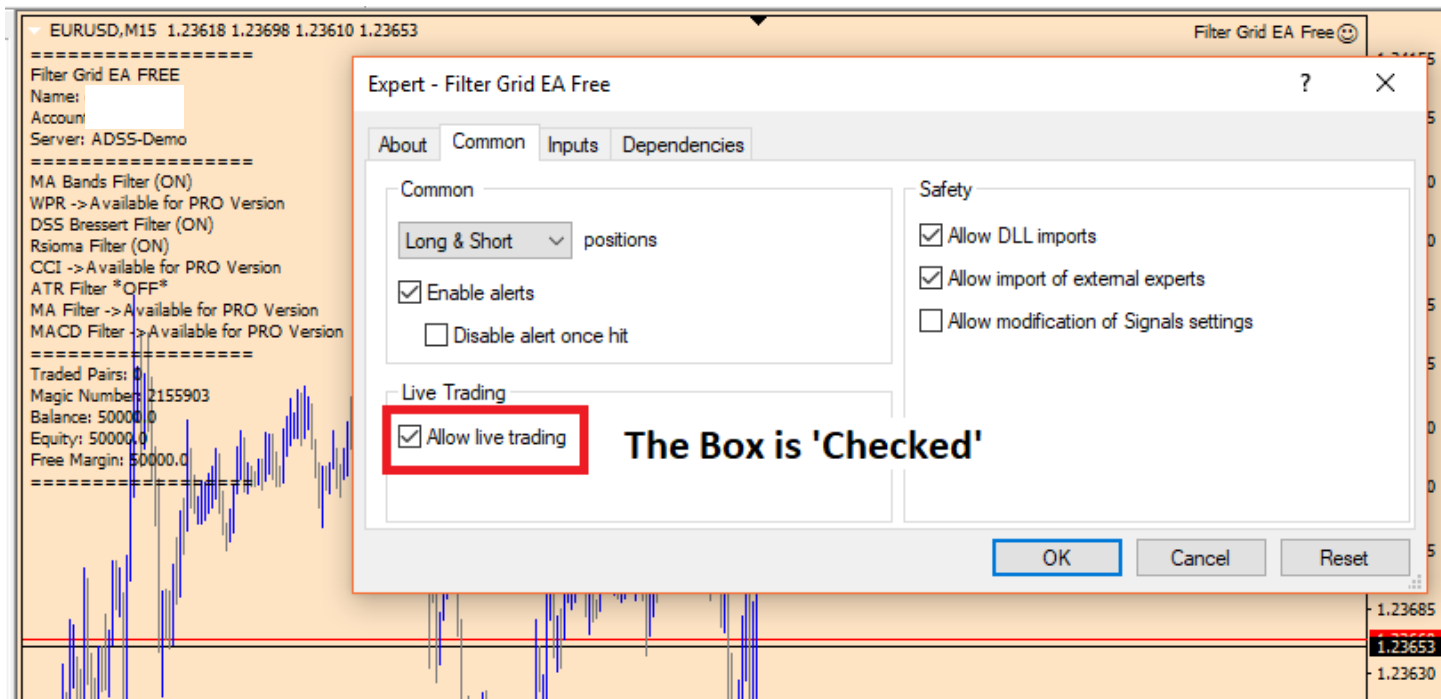 EURUSD,M15 1.23618 1.23698 1.23610 1.23653
Filter Grid EA Free
==================
Filter Grid EA FREE
Name:
Account
Server: ADSS-Demo
==================
MA Bands Filter (ON)
WPR ->Available for PRO Version
DSS Bressert Filter (ON)
Rsioma Filter (ON)
CCI ->Available for PRO Version
ATR Filter *OFF*
MA Filter ->Available for PRO Version
MACD Filter ->Available for PRO Version
==================
Traded Pairs: 0
Magic Number: 2155903
Balance: 50000.0
Equity: 50000.0
Free Margin: 50000.0
==================
Expert - Filter Grid EA Free
? X
About Common Inputs Dependencies
Common
Long & Short positions
Enable alerts
Disable alert once hit
Live Trading
Allow live trading
The Box is 'Checked'
Safety
Allow DLL imports
Allow import of external experts
Allow modification of Signals settings
OK Cancel Reset
1.23685
1.23653
1.23630